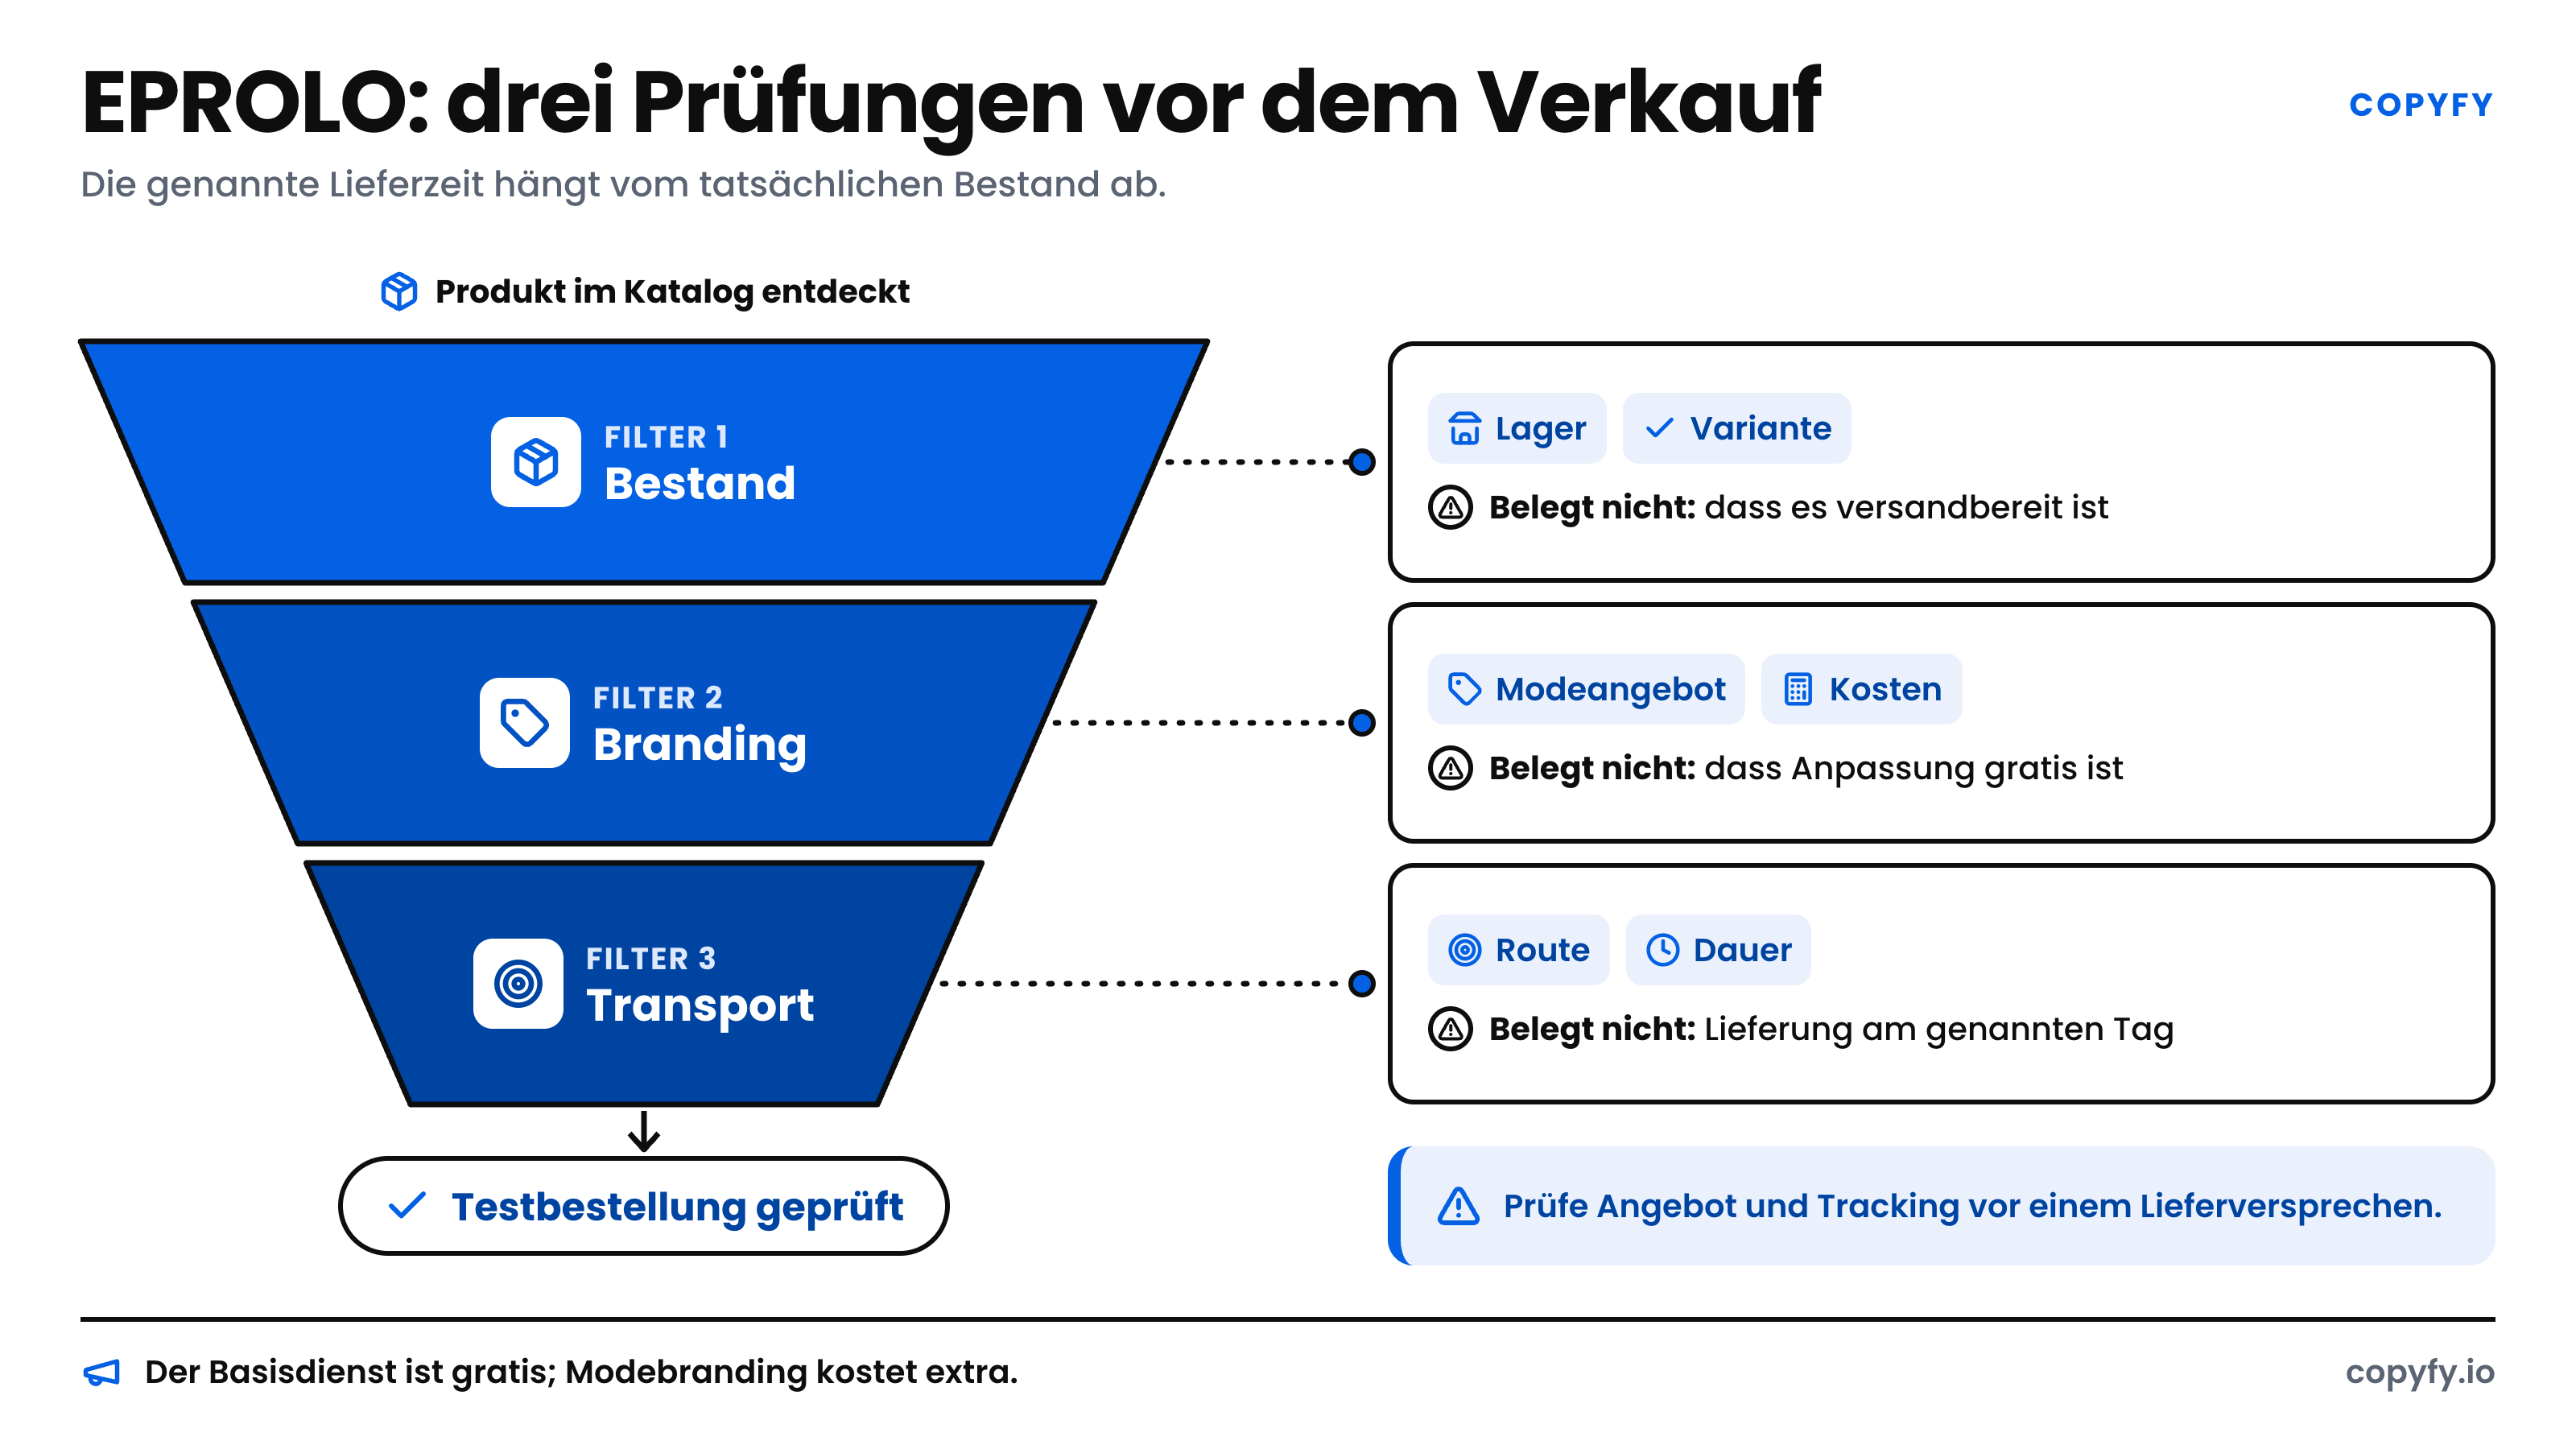 EPROLO: drei Prüfungen vor dem Verkauf
COPYFY
Die genannte Lieferzeit hängt vom tatsächlichen Bestand ab.
Produkt im Katalog entdeckt
FILTER 1
Bestand
Lager
Variante
Belegt nicht: dass es versandbereit ist
FILTER 2
Branding
Modeangebot
Kosten
Belegt nicht: dass Anpassung gratis ist
FILTER 3
Transport
Route
Dauer
Belegt nicht: Lieferung am genannten Tag
Testbestellung geprüft
Prüfe Angebot und Tracking vor einem Lieferversprechen.
Der Basisdienst ist gratis; Modebranding kostet extra.
copyfy.io